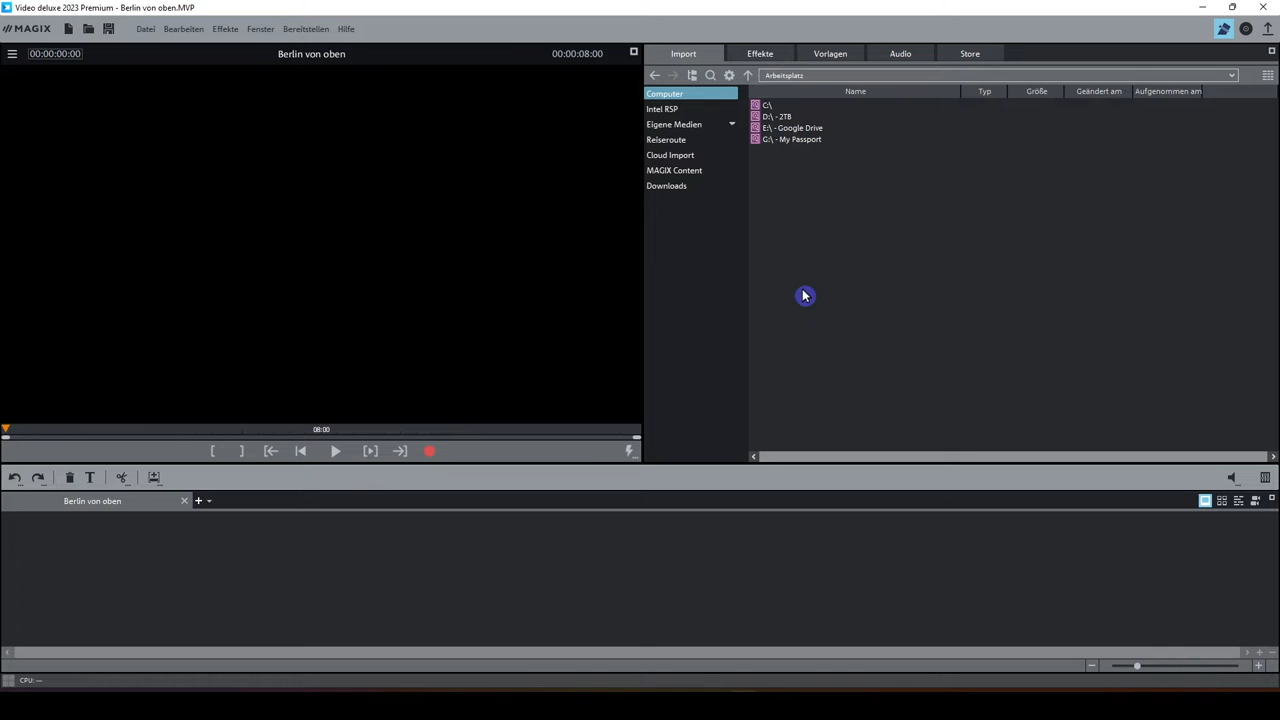 Video deluxe 2023 Premium - Berlin von oben.MVP
MAGIX Datei Bearbeiten Effekte Fenster Bereitstellen Hilfe
00:00:00:00 Berlin von oben 00:00:08:00
Import Effekte Vorlagen Audio Store
Arbeitsplatz
Name Typ Größe Geändert am Aufgenommen am
Computer
Intel RSP
Eigene Medien
Reiseroute
Cloud Import
MAGIX Content
Downloads
C:\
D:\ - 2TB
E:\ - Google Drive
G:\ - My Passport
08:00
Berlin von oben
CPU: —